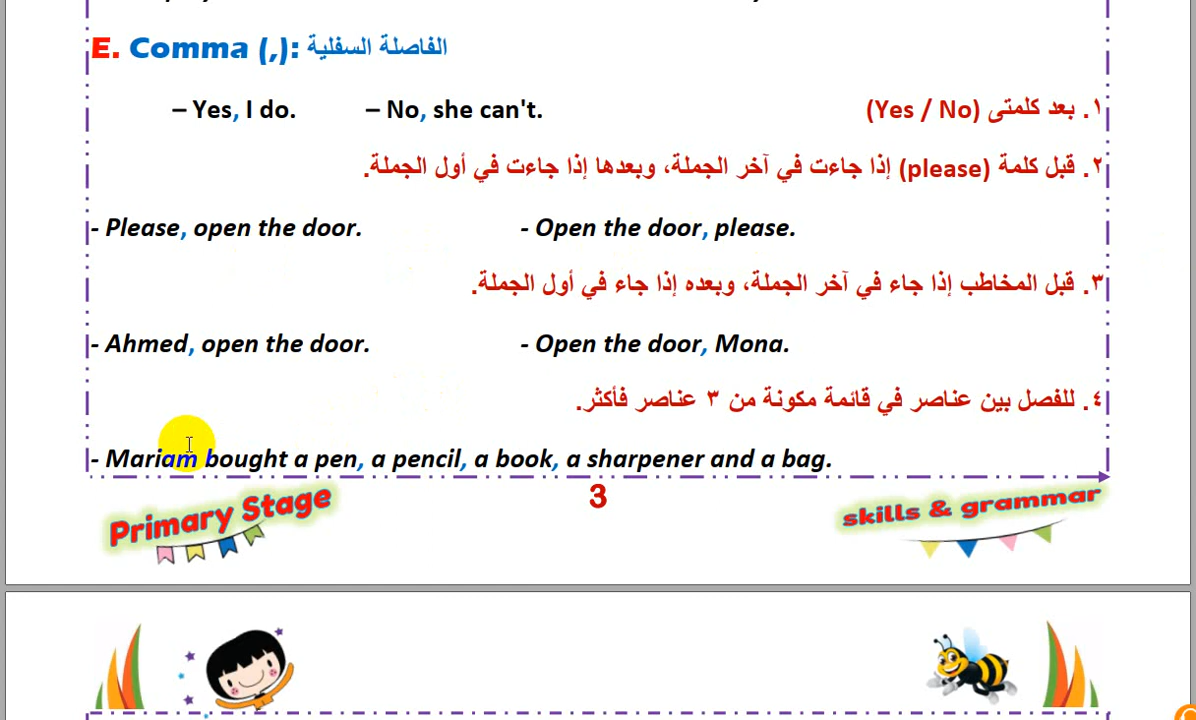 E. Comma (,): الفاصلة السفلية
١. بعد كلمتى (Yes / No)
– Yes, I do. – No, she can't.
٢. قبل كلمة (please) إذا جاءت في آخر الجملة، وبعدها إذا جاءت في أول الجملة.
- Please, open the door. - Open the door, please.
٣. قبل المخاطب إذا جاء في آخر الجملة، وبعده إذا جاء في أول الجملة.
- Ahmed, open the door. - Open the door, Mona.
٤. للفصل بين عناصر في قائمة مكونة من ٣ عناصر فأكثر.
- Mariam bought a pen, a pencil, a book, a sharpener and a bag.
Primary Stage 3 skills & grammar